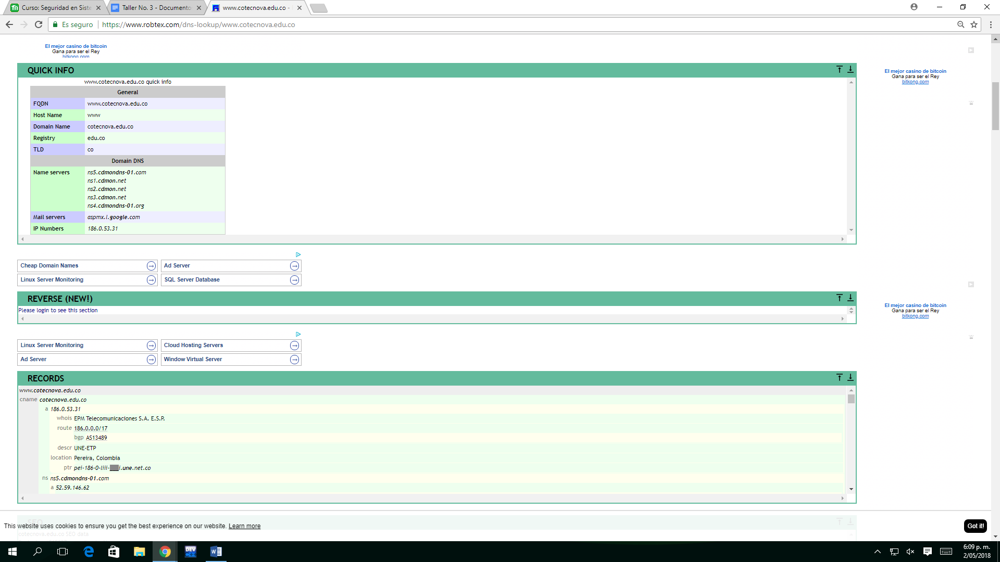 Curso: Seguridad en Siste
Taller No. 3 - Documento
www.cotecnova.edu.co -
Es seguro
https://www.robtex.com/dns-lookup/www.cotecnova.edu.co
El mejor casino de bitcoin
Gana para ser el Rey
bitkong.com
QUICK INFO
www.cotecnova.edu.co quick info
General
FQDN www.cotecnova.edu.co
Host Name www
Domain Name cotecnova.edu.co
Registry edu.co
TLD co
Domain DNS
Name servers ns5.cdmondns-01.com
ns1.cdmon.net
ns2.cdmon.net
ns3.cdmon.net
ns4.cdmondns-01.org
Mail servers aspmx.l.google.com
IP Numbers 186.0.53.31
El mejor casino de bitcoin
Gana para ser el Rey
bitkong.com
Cheap Domain Names
Ad Server
Linux Server Monitoring
SQL Server Database
REVERSE (NEW!)
Please login to see this section
El mejor casino de bitcoin
Gana para ser el Rey
bitkong.com
Linux Server Monitoring
Cloud Hosting Servers
Ad Server
Window Virtual Server
RECORDS
www.cotecnova.edu.co
cname cotecnova.edu.co
a 186.0.53.31
whois EPM Telecomunicaciones S.A. E.S.P.
route 186.0.0.0/17
bgp AS13489
descr UNE-ETP
location Pereira, Colombia
ptr pei-186-0-liii- i.une.net.co
ns ns5.cdmondns-01.com
a 52.59.146.62
SEO
This website uses cookies to ensure you get the best experience on our website. Learn more
Got it!
cotecnova.edu.co SEO data
DEV
C++
6:09 p. m.
2/05/2018